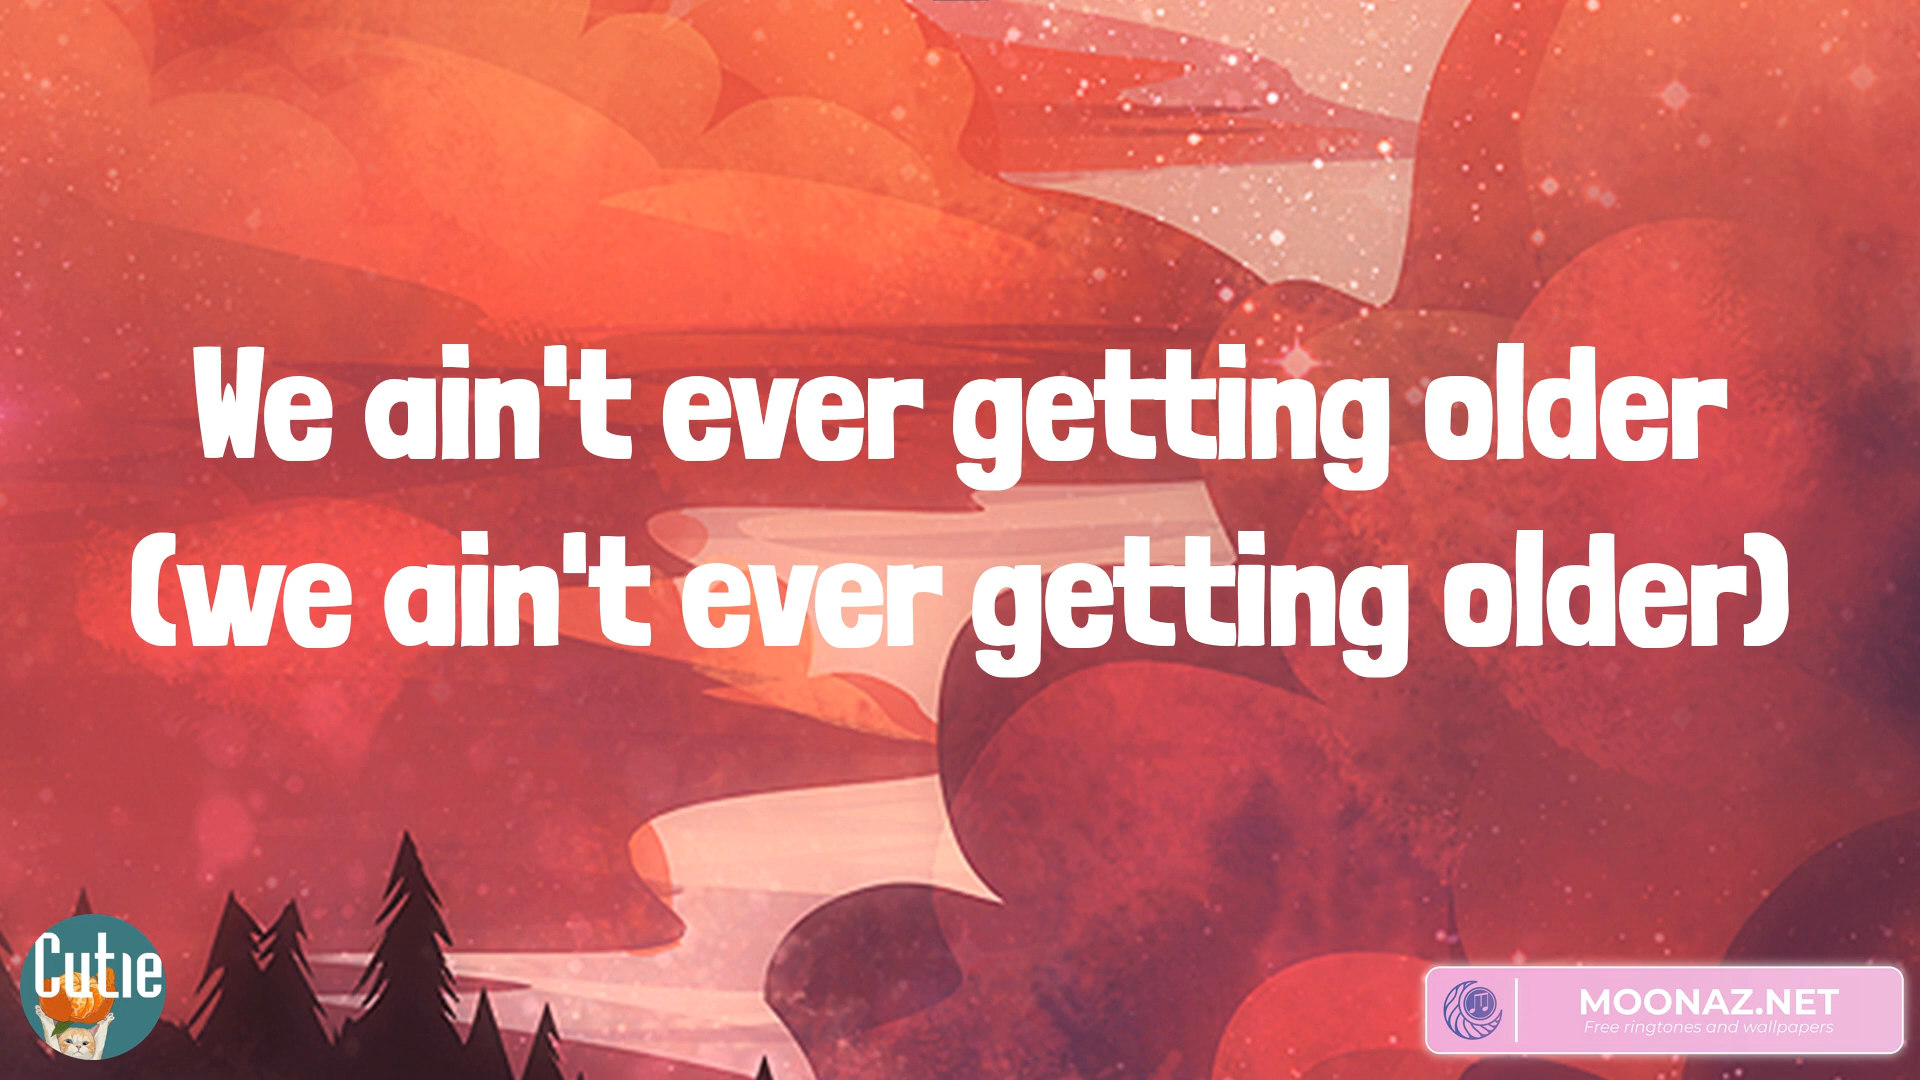 We ain't ever getting older
(we ain't ever getting older)
Cutie
MOONAZ.NET
Free ringtones and wallpapers